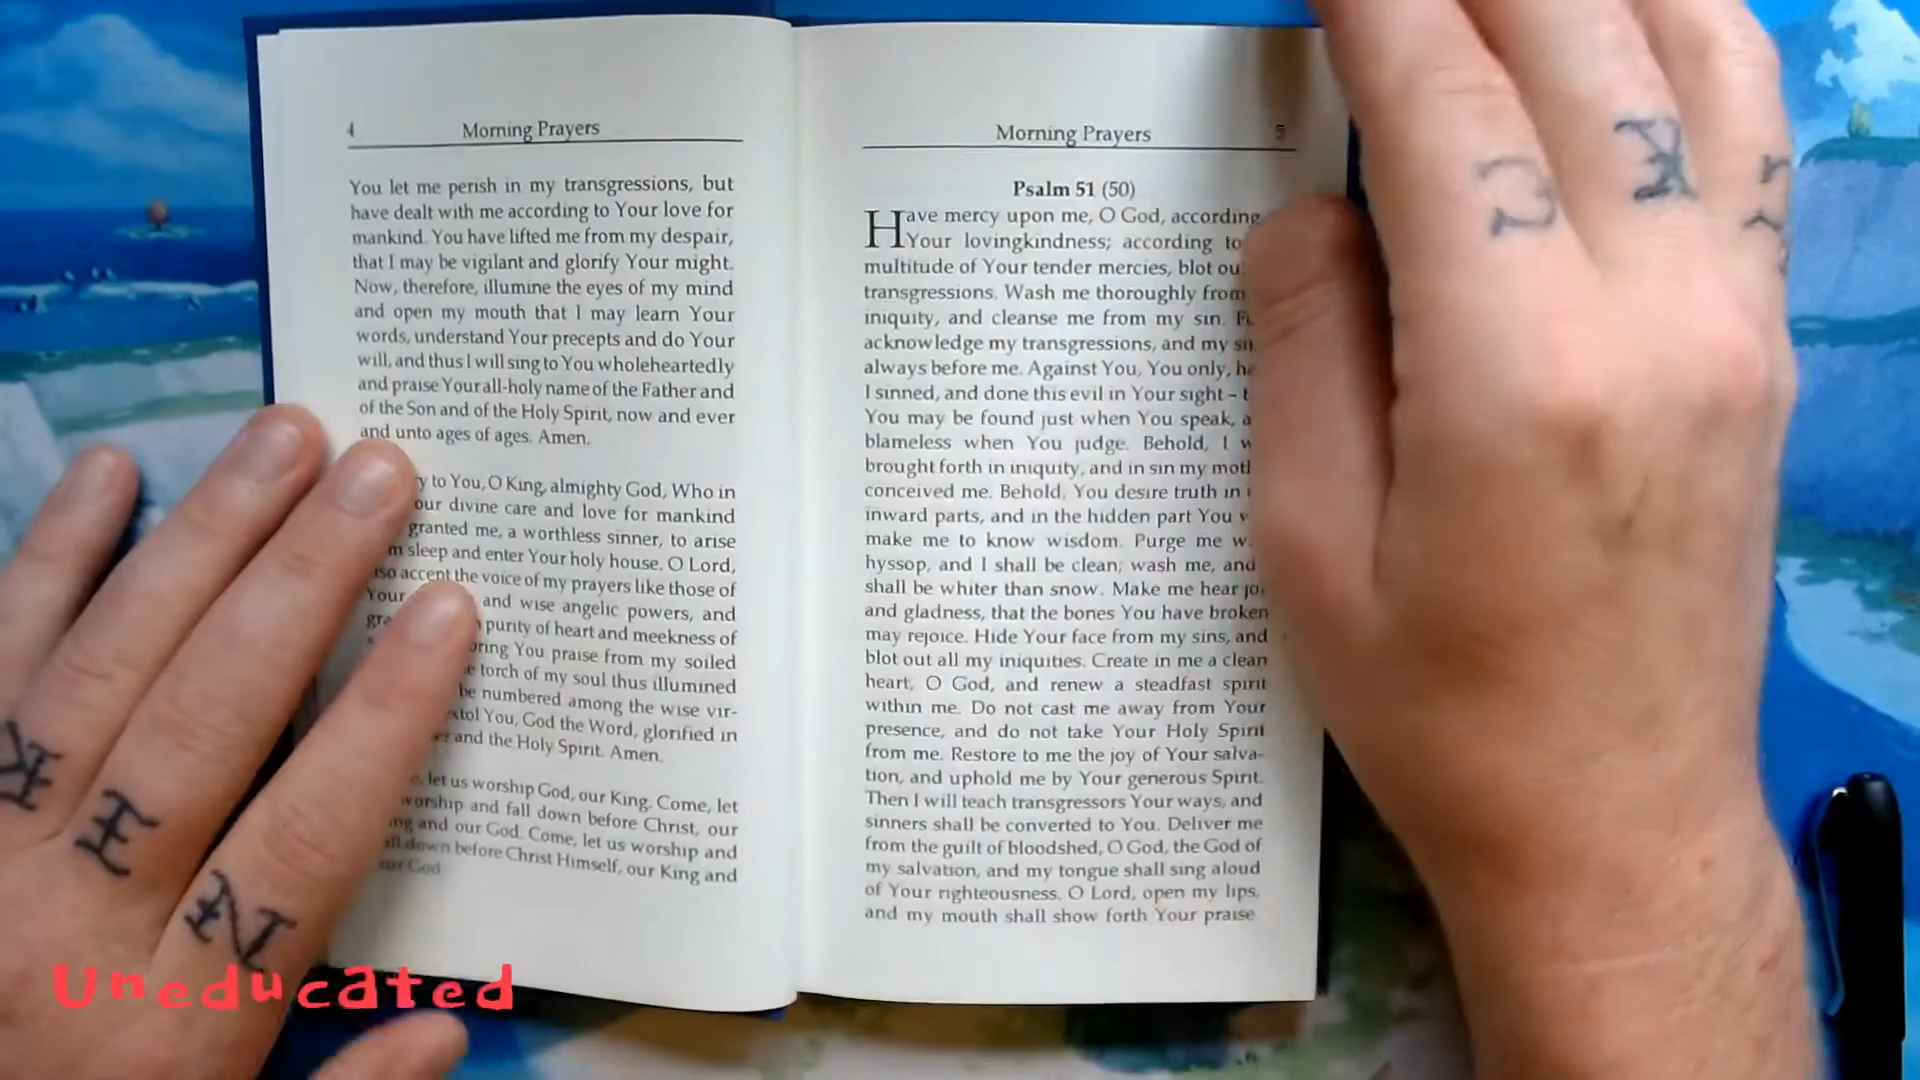 4
Morning Prayers
You let me perish in my transgressions, but
have dealt with me according to Your love for
mankind. You have lifted me from my despair,
that I may be vigilant and glorify Your might.
Now, therefore, illumine the eyes of my mind
and open my mouth that I may learn Your
words, understand Your precepts and do Your
will, and thus I will sing to You wholeheartedly
and praise Your all-holy name of the Father and
of the Son and of the Holy Spirit, now and ever
and unto ages of ages. Amen.
to You, O King, almighty God, Who in
our divine care and love for mankind
granted me, a worthless sinner, to arise
sleep and enter Your holy house. O Lord,
accept the voice of my prayers like those of
Your and wise angelic powers, and
purity of heart and meekness of
You praise from my soiled
torch of my soul thus illumined
be numbered among the wise vir-
You, God the Word, glorified in
and the Holy Spirit. Amen.
let us worship God, our King. Come, let
worship and fall down before Christ, our
and our God. Come, let us worship and
down before Christ Himself, our King and
our God
Morning Prayers
5
Psalm 51 (50)
Have mercy upon me, O God, according
Your lovingkindness; according to
multitude of Your tender mercies, blot
transgressions. Wash me thoroughly from
iniquity, and cleanse me from my sin.
acknowledge my transgressions, and my
always before me. Against You, You only,
I sinned, and done this evil in Your sight –
You may be found just when You speak,
blameless when You judge. Behold, I
brought forth in iniquity, and in sin my
conceived me. Behold, You desire truth in
inward parts, and in the hidden part You
make me to know wisdom. Purge me
hyssop, and I shall be clean; wash me, and
shall be whiter than snow. Make me hear
and gladness, that the bones You have broken
may rejoice. Hide Your face from my sins, and
blot out all my iniquities. Create in me a clean
heart, O God, and renew a steadfast spirit
within me. Do not cast me away from Your
presence, and do not take Your Holy Spirit
from me. Restore to me the joy of Your salva-
tion, and uphold me by Your generous Spirit.
Then I will teach transgressors Your ways, and
sinners shall be converted to You. Deliver me
from the guilt of bloodshed, O God, the God of
my salvation, and my tongue shall sing aloud
of Your righteousness. O Lord, open my lips,
and my mouth shall show forth Your praise
KEN
Uneducated